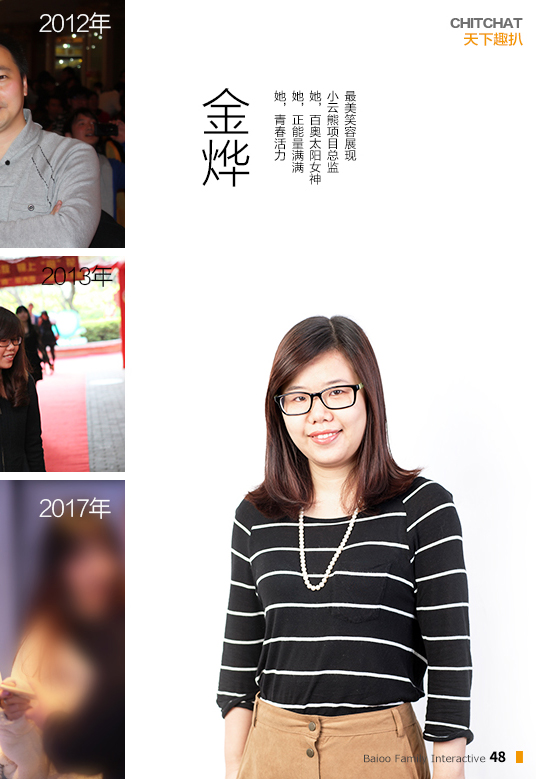 2012年
2013年
2017年
CHITCHAT
天下趣扒
金烨
最美笑容展现
小云熊项目总监
她，百奥太阳女神
她，正能量满满
她，青春活力
Baioo Family Interactive 48